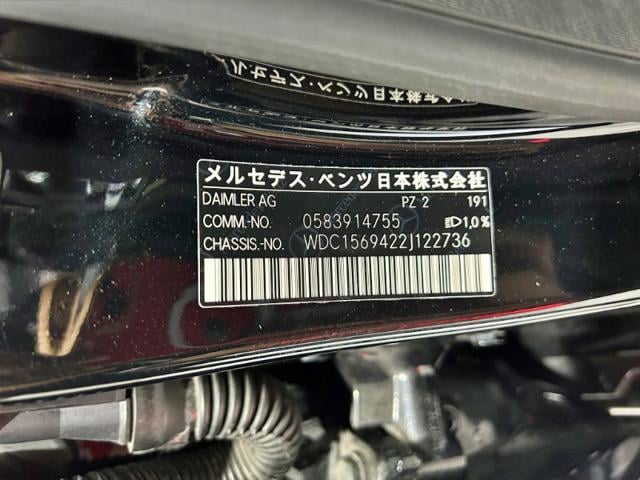 メルセデス・ベンツ日本株式会社
DAIMLER AG PZ 2 191
COMM.-NO. 0583914755 1,0%
CHASSIS.-NO. WDC1569422J122736